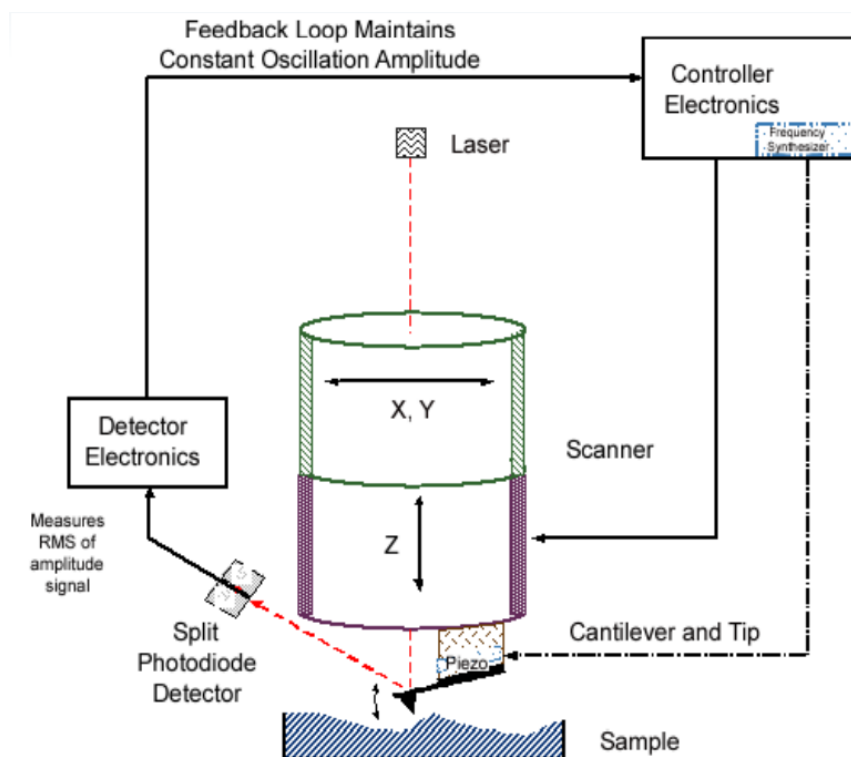 Feedback Loop Maintains
Constant Oscillation Amplitude
Controller
Electronics
Frequency
Synthesizer
Laser
X, Y
Detector
Electronics
Scanner
Measures
RMS of
amplitude
signal
Z
Split
Photodiode
Detector
Cantilever and Tip
Piezo
Sample